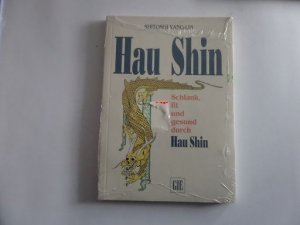 Hau Shin
Schlank,
fit
und
gesund
durch
Hau Shin